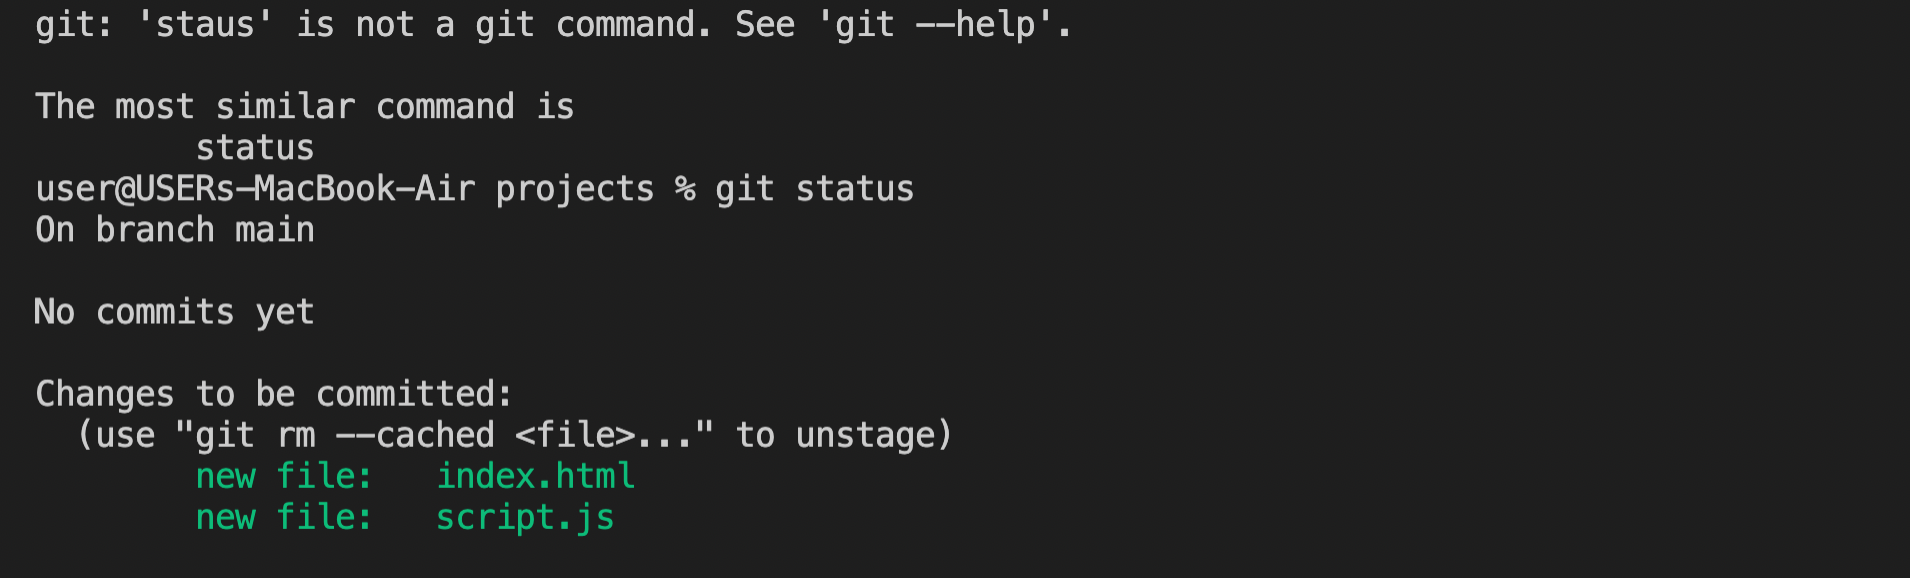 git: 'staus' is not a git command. See 'git --help'.
The most similar command is
status
user@USERs-MacBook-Air projects % git status
On branch main
No commits yet
Changes to be committed:
(use "git rm --cached <file>..." to unstage)
new file:   index.html
new file:   script.js